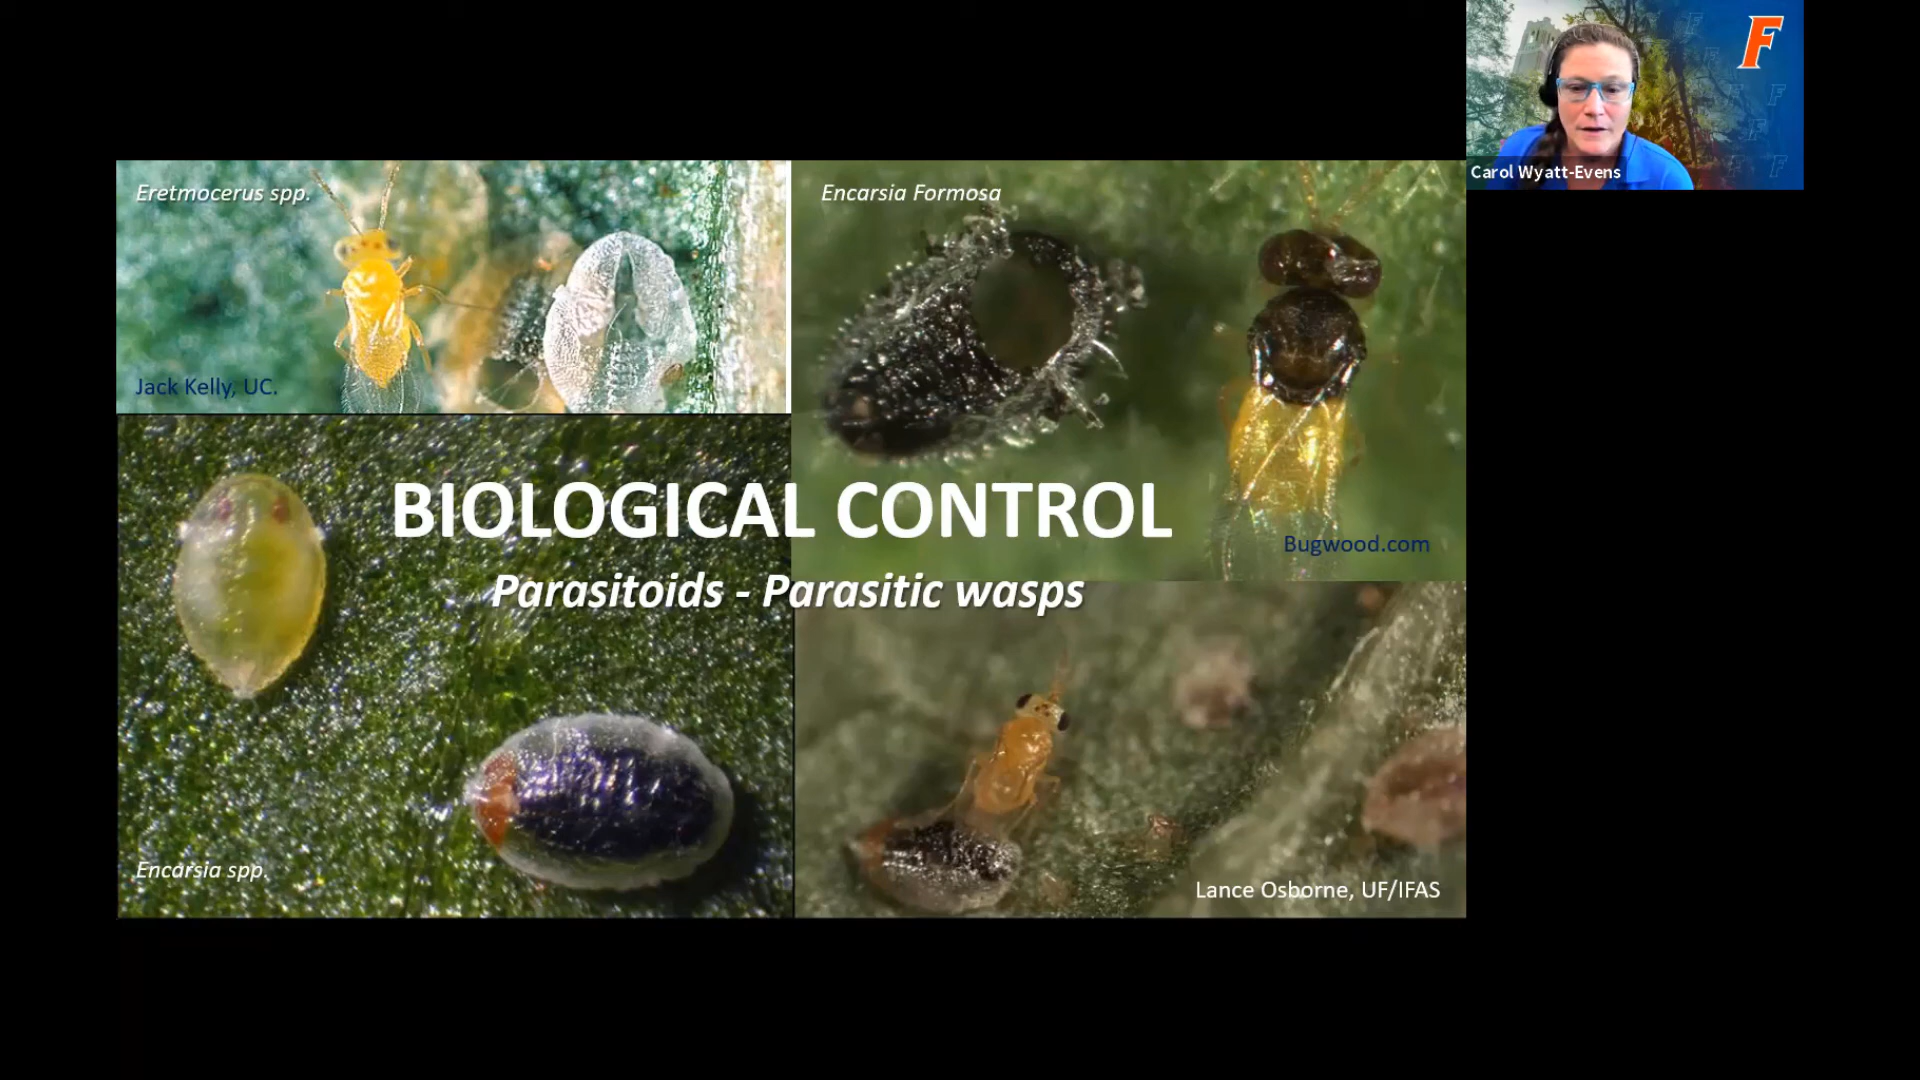 F
Carol Wyatt-Evens
Eretmocerus spp.
Encarsia Formosa
Jack Kelly, UC.
BIOLOGICAL CONTROL
Bugwood.com
Parasitoids - Parasitic wasps
Encarsia spp.
Lance Osborne, UF/IFAS